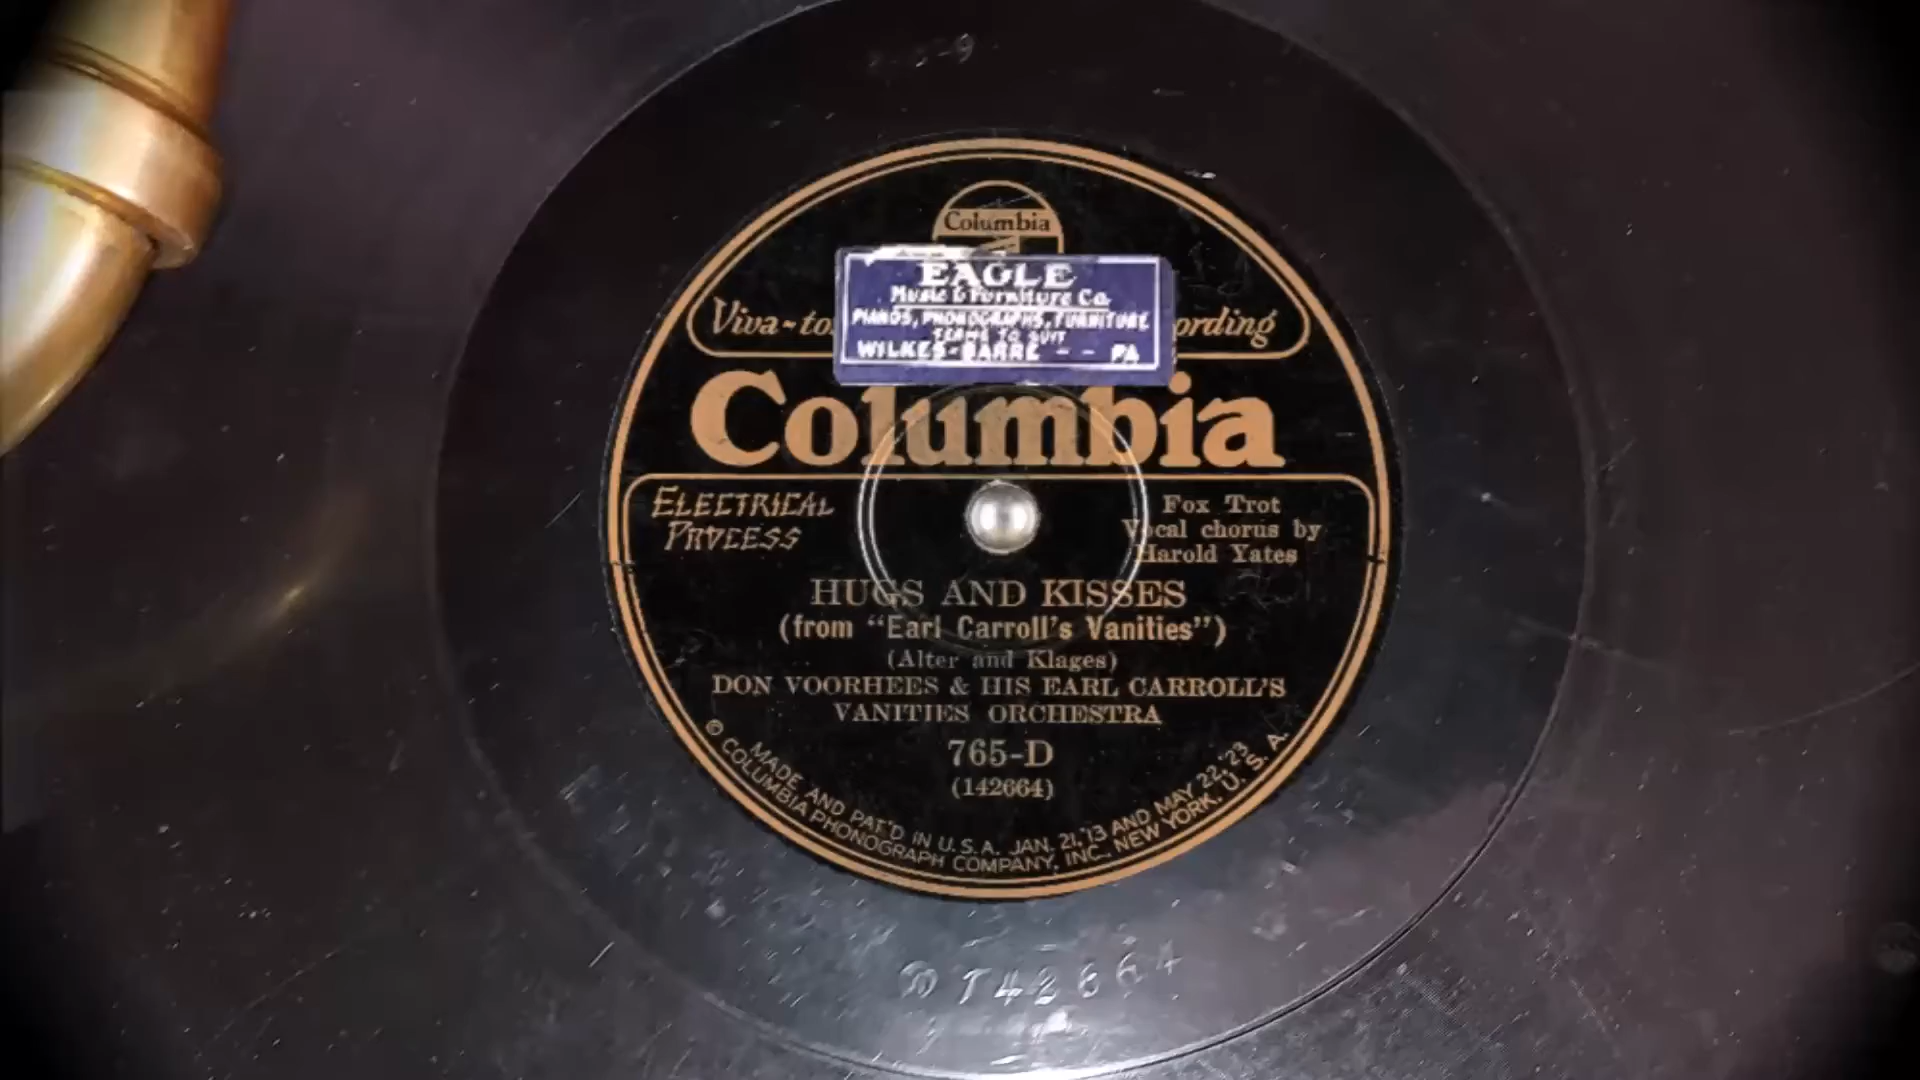 Columbia
EAGLE
Music & Furniture Co.
PIANOS, PHONOGRAPHS, FURNITURE
TERMS TO SUIT
WILKES-BARRE - - PA
Viva-to
ording
Columbia
ELECTRICAL
PROCESS
Fox Trot
Vocal chorus by
Harold Yates
HUGS AND KISSES
(from “Earl Carroll's Vanities”)
(Alter and Klages)
DON VOORHEES & HIS EARL CARROLL'S
VANITIES ORCHESTRA
765-D
(142664)
MADE AND PAT'D IN U.S.A. JAN. 21,'13 AND MAY 22,'23
© COLUMBIA PHONOGRAPH COMPANY, INC., NEW YORK, U. S. A.
142664